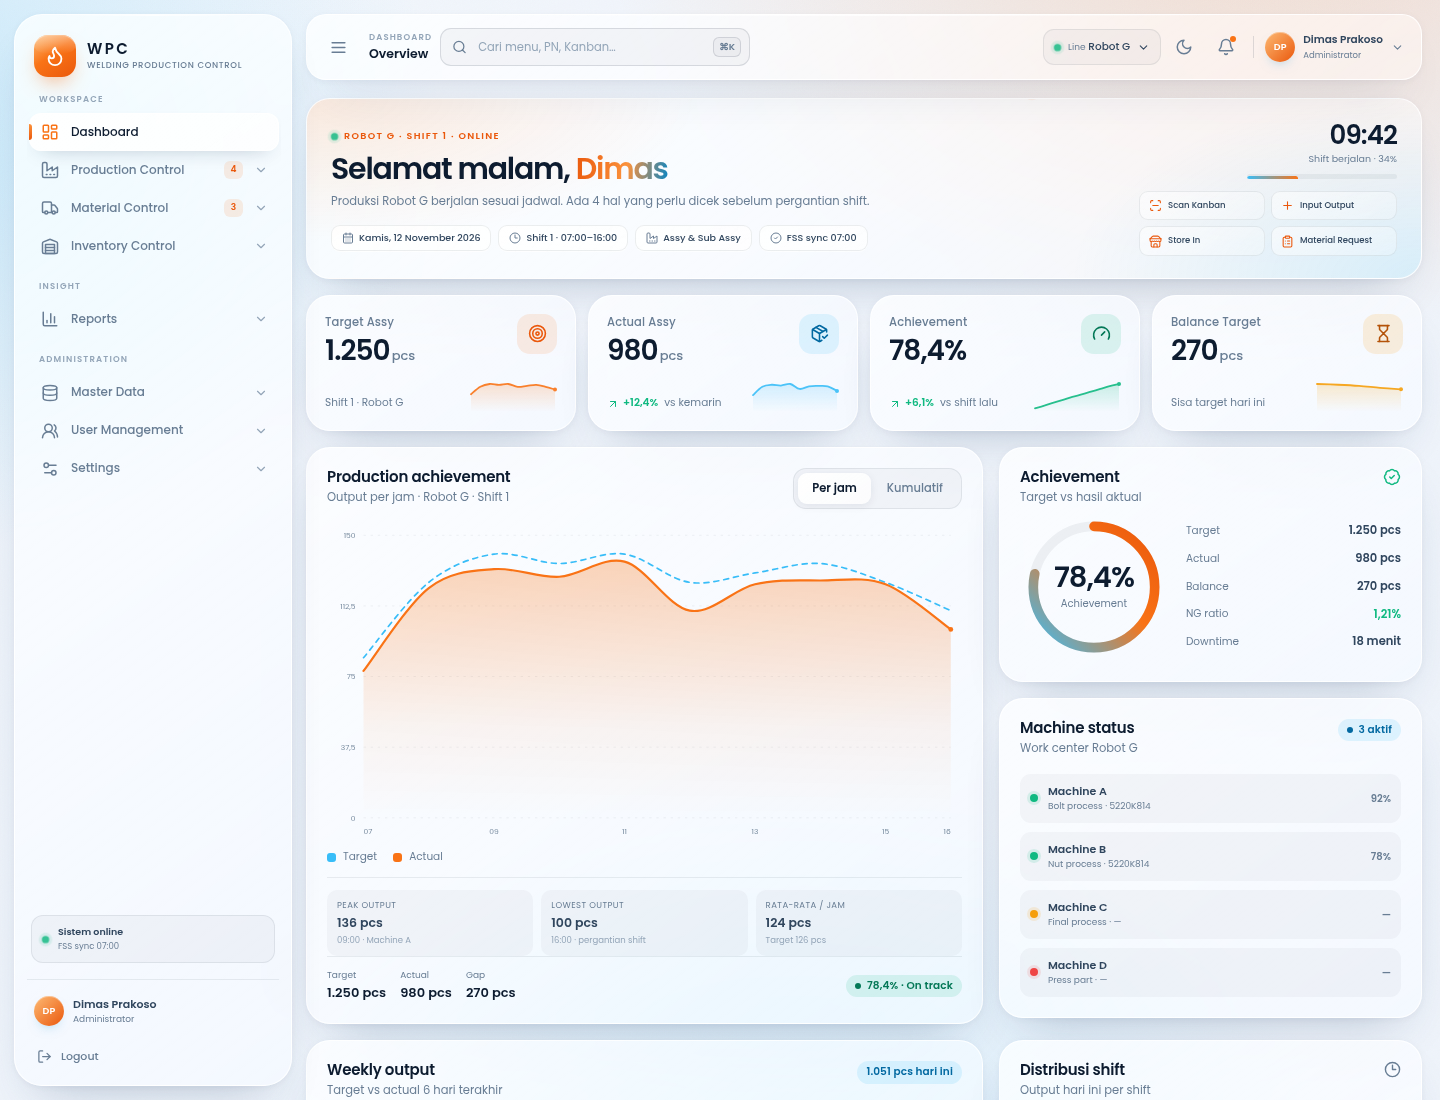 WPC
WELDING PRODUCTION CONTROL
WORKSPACE
Dashboard
Production Control 4
Material Control 3
Inventory Control
INSIGHT
Reports
ADMINISTRATION
Master Data
User Management
Settings
Sistem online
FSS sync 07:00
DP Dimas Prakoso
Administrator
Logout
DASHBOARD
Overview
Cari menu, PN, Kanban... ⌘K
Line Robot G
DP Dimas Prakoso
Administrator
ROBOT G · SHIFT 1 · ONLINE
Selamat malam, Dimas
Produksi Robot G berjalan sesuai jadwal. Ada 4 hal yang perlu dicek sebelum pergantian shift.
Kamis, 12 November 2026
Shift 1 · 07:00–16:00
Assy & Sub Assy
FSS sync 07:00
09:42
Shift berjalan · 34%
Scan Kanban
Input Output
Store In
Material Request
Target Assy
1.250 pcs
Shift 1 · Robot G
Actual Assy
980 pcs
+12,4% vs kemarin
Achievement
78,4%
+6,1% vs shift lalu
Balance Target
270 pcs
Sisa target hari ini
Production achievement
Output per jam · Robot G · Shift 1
Per jam Kumulatif
150
112,5
75
37,5
0
07 09 11 13 15 16
Target Actual
PEAK OUTPUT
136 pcs
09:00 · Machine A
LOWEST OUTPUT
100 pcs
16:00 · pergantian shift
RATA-RATA / JAM
124 pcs
Target 126 pcs
Target
1.250 pcs
Actual
980 pcs
Gap
270 pcs
78,4% · On track
Achievement
Target vs hasil aktual
78,4%
Achievement
Target 1.250 pcs
Actual 980 pcs
Balance 270 pcs
NG ratio 1,21%
Downtime 18 menit
Machine status
Work center Robot G
3 aktif
Machine A
Bolt process · 5220K814
92%
Machine B
Nut process · 5220K814
78%
Machine C
Final process · —
—
Machine D
Press part · —
—
Weekly output
Target vs actual 6 hari terakhir
1.051 pcs hari ini
Distribusi shift
Output hari ini per shift